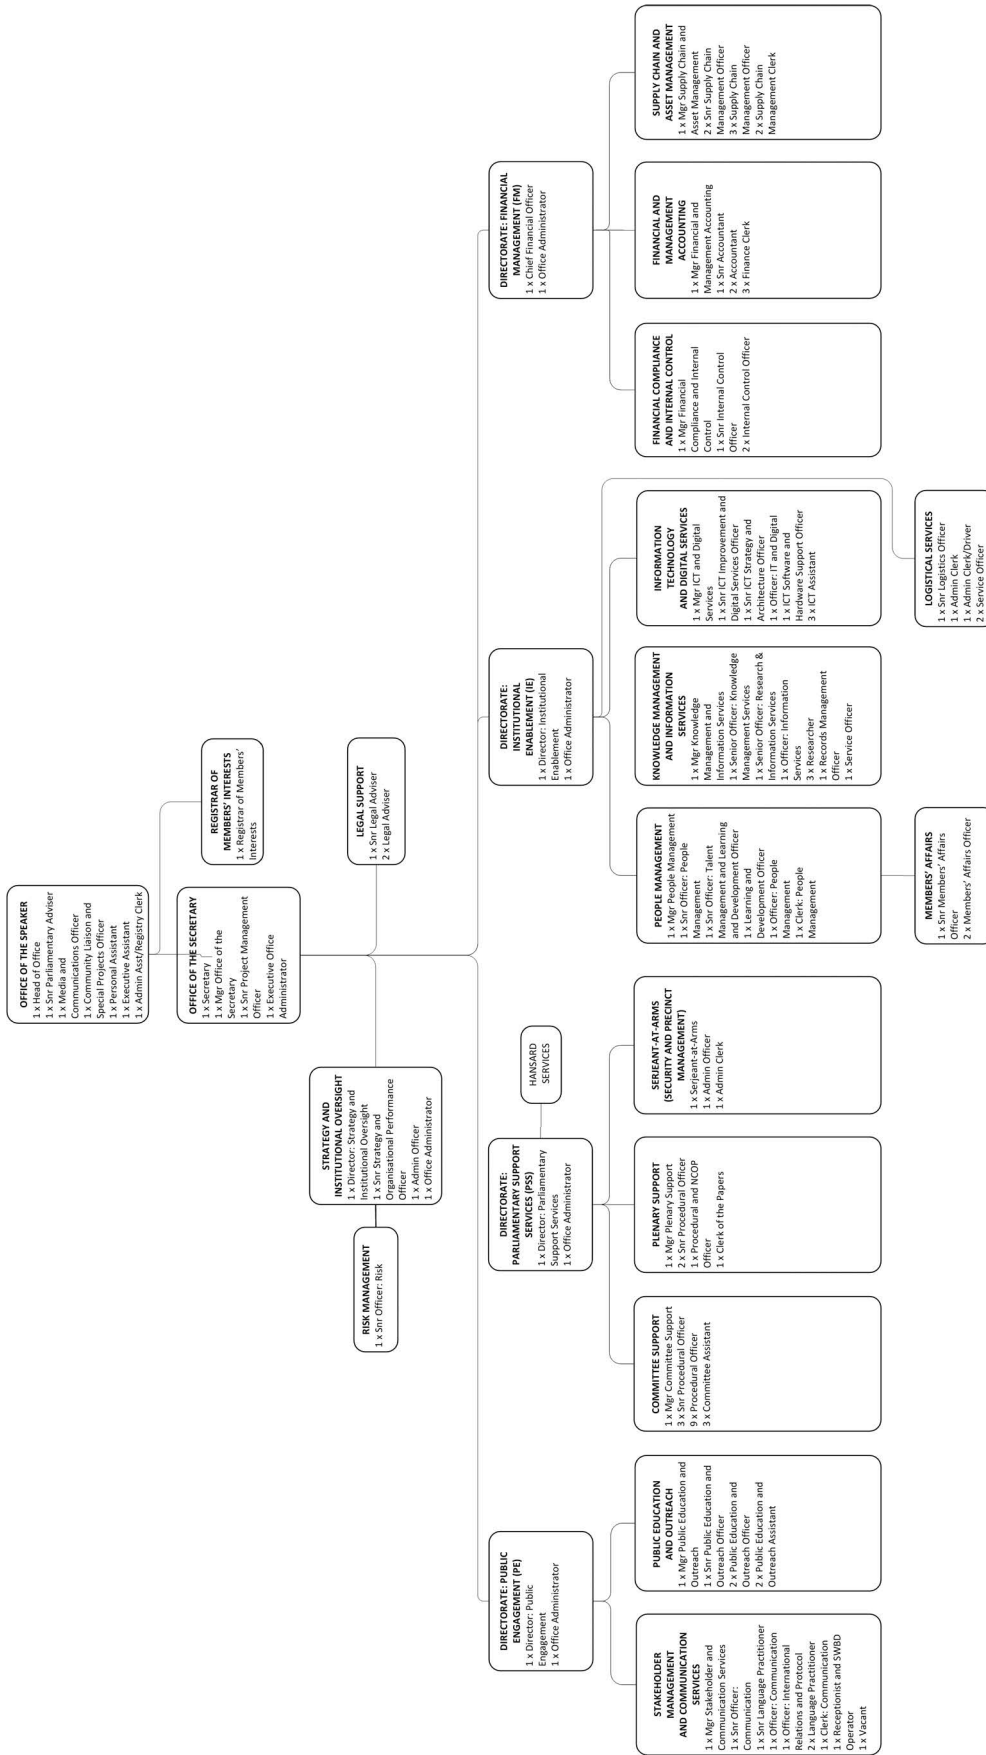 OFFICE OF THE SPEAKER
1 x Head of Office
1 x Snr Parliamentary Adviser
1 x Media and
Communications Officer
1 x Community Liaison and
Special Projects Officer
1 x Personal Assistant
1 x Executive Assistant
1 x Admin Asst/Registry Clerk
REGISTRAR OF
MEMBERS' INTERESTS
1 x Registrar of Members'
Interests
OFFICE OF THE SECRETARY
1 x Secretary
1 x Mgr Office of the
Secretary
1 x Snr Project Management
Officer
1 x Executive Office
Administrator
STRATEGY AND
INSTITUTIONAL OVERSIGHT
1 x Director: Strategy and
Institutional Oversight
1 x Snr Strategy and
Organisational Performance
Officer
1 x Admin Officer
1 x Office Administrator
LEGAL SUPPORT
1 x Snr Legal Adviser
2 x Legal Adviser
RISK MANAGEMENT
1 x Snr Officer: Risk
DIRECTORATE: PUBLIC
ENGAGEMENT (PE)
1 x Director: Public
Engagement
1 x Office Administrator
DIRECTORATE:
PARLIAMENTARY SUPPORT
SERVICES (PSS)
1 x Director: Parliamentary
Support Services
1 x Office Administrator
HANSARD
SERVICES
DIRECTORATE:
INSTITUTIONAL
ENABLEMENT (IE)
1 x Director: Institutional
Enablement
1 x Office Administrator
DIRECTORATE: FINANCIAL
MANAGEMENT (FM)
1 x Chief Financial Officer
1 x Office Administrator
STAKEHOLDER
MANAGEMENT
AND COMMUNICATION
SERVICES
1 x Mgr Stakeholder and
Communication Services
1 x Snr Officer:
Communication
1 x Snr Language Practitioner
1 x Officer: Communication
1 x Officer: International
Relations and Protocol
2 x Language Practitioner
1 x Clerk: Communication
1 x Receptionist and SWBD
Operator
1 x Vacant
PUBLIC EDUCATION
AND OUTREACH
1 x Mgr Public Education and
Outreach
1 x Snr Public Education and
Outreach Officer
2 x Public Education and
Outreach Officer
2 x Public Education and
Outreach Assistant
COMMITTEE SUPPORT
1 x Mgr Committee Support
3 x Snr Procedural Officer
9 x Procedural Officer
3 x Committee Assistant
PLENARY SUPPORT
1 x Mgr Plenary Support
2 x Snr Procedural Officer
1 x Procedural and NCOP
Officer
1 x Clerk of the Papers
SERJEANT-AT-ARMS
(SECURITY AND PRECINCT
MANAGEMENT)
1 x Serjeant-at-Arms
1 x Admin Officer
1 x Admin Clerk
PEOPLE MANAGEMENT
1 x Mgr People Management
1 x Snr Officer: People
Management
1 x Snr Officer: Talent
Management and Learning
and Development Officer
1 x Learning and
Development Officer
1 x Officer: People
Management
1 x Clerk: People
Management
KNOWLEDGE MANAGEMENT
AND INFORMATION
SERVICES
1 x Mgr Knowledge
Management and
Information Services
1 x Senior Officer: Knowledge
Management Services
1 x Senior Officer: Research &
Information Services
1 x Officer: Information
Services
3 x Researcher
1 x Records Management
Officer
1 x Service Officer
INFORMATION
TECHNOLOGY
AND DIGITAL SERVICES
1 x Mgr ICT and Digital
Services
1 x Snr ICT Improvement and
Digital Services Officer
1 x Snr ICT Strategy and
Architecture Officer
1 x Officer: IT and Digital
1 x ICT Software and
Hardware Support Officer
3 x ICT Assistant
FINANCIAL COMPLIANCE
AND INTERNAL CONTROL
1 x Mgr Financial
Compliance and Internal
Control
1 x Snr Internal Control
Officer
2 x Internal Control Officer
FINANCIAL AND
MANAGEMENT
ACCOUNTING
1 x Mgr Financial and
Management Accounting
1 x Snr Accountant
2 x Accountant
3 x Finance Clerk
SUPPLY CHAIN AND
ASSET MANAGEMENT
1 x Mgr Supply Chain and
Asset Management
2 x Snr Supply Chain
Management Officer
3 x Supply Chain
Management Officer
2 x Supply Chain
Management Clerk
MEMBERS' AFFAIRS
1 x Snr Members' Affairs
Officer
2 x Members' Affairs Officer
LOGISTICAL SERVICES
1 x Snr Logistics Officer
1 x Admin Clerk
1 x Admin Clerk/Driver
2 x Service Officer